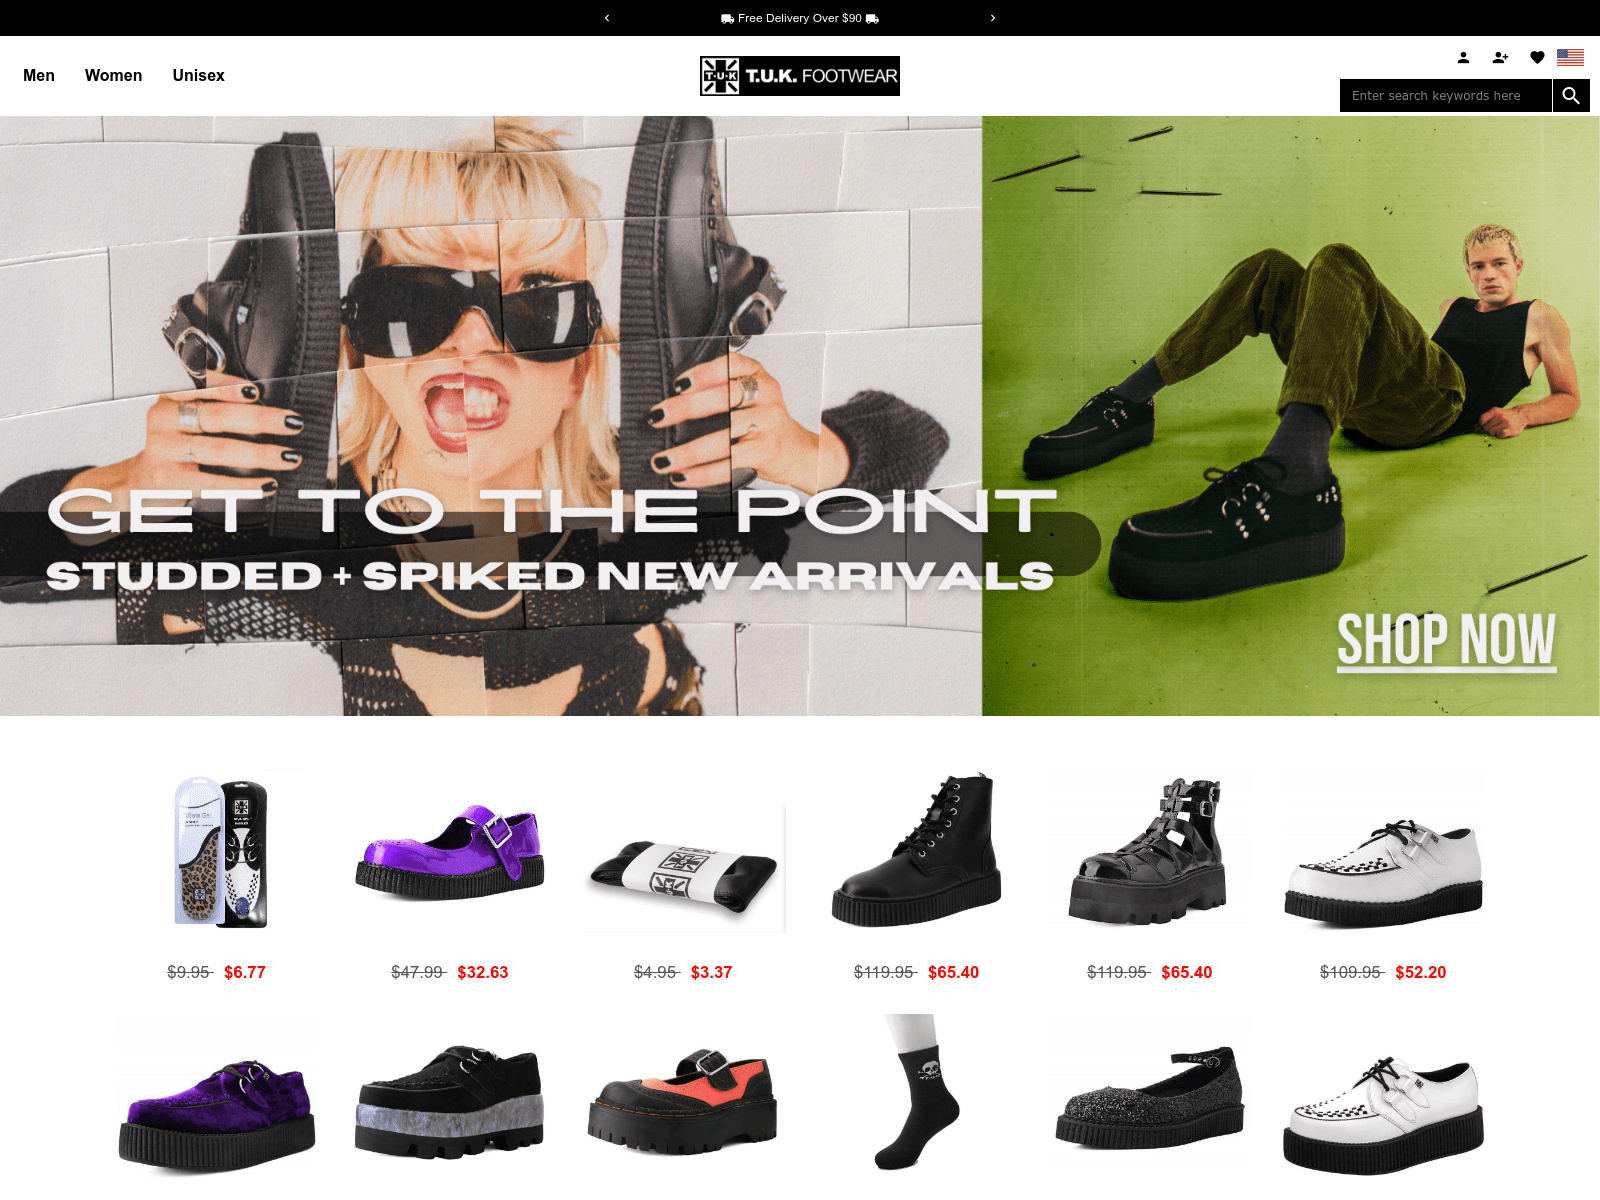 Free Delivery Over $90
Men Women Unisex
T.U.K. T.U.K. FOOTWEAR
Enter search keywords here
GET TO THE POINT
STUDDED + SPIKED NEW ARRIVALS
SHOP NOW
$9.95 $6.77
$47.99 $32.63
$4.95 $3.37
$119.95 $65.40
$119.95 $65.40
$109.95 $52.20